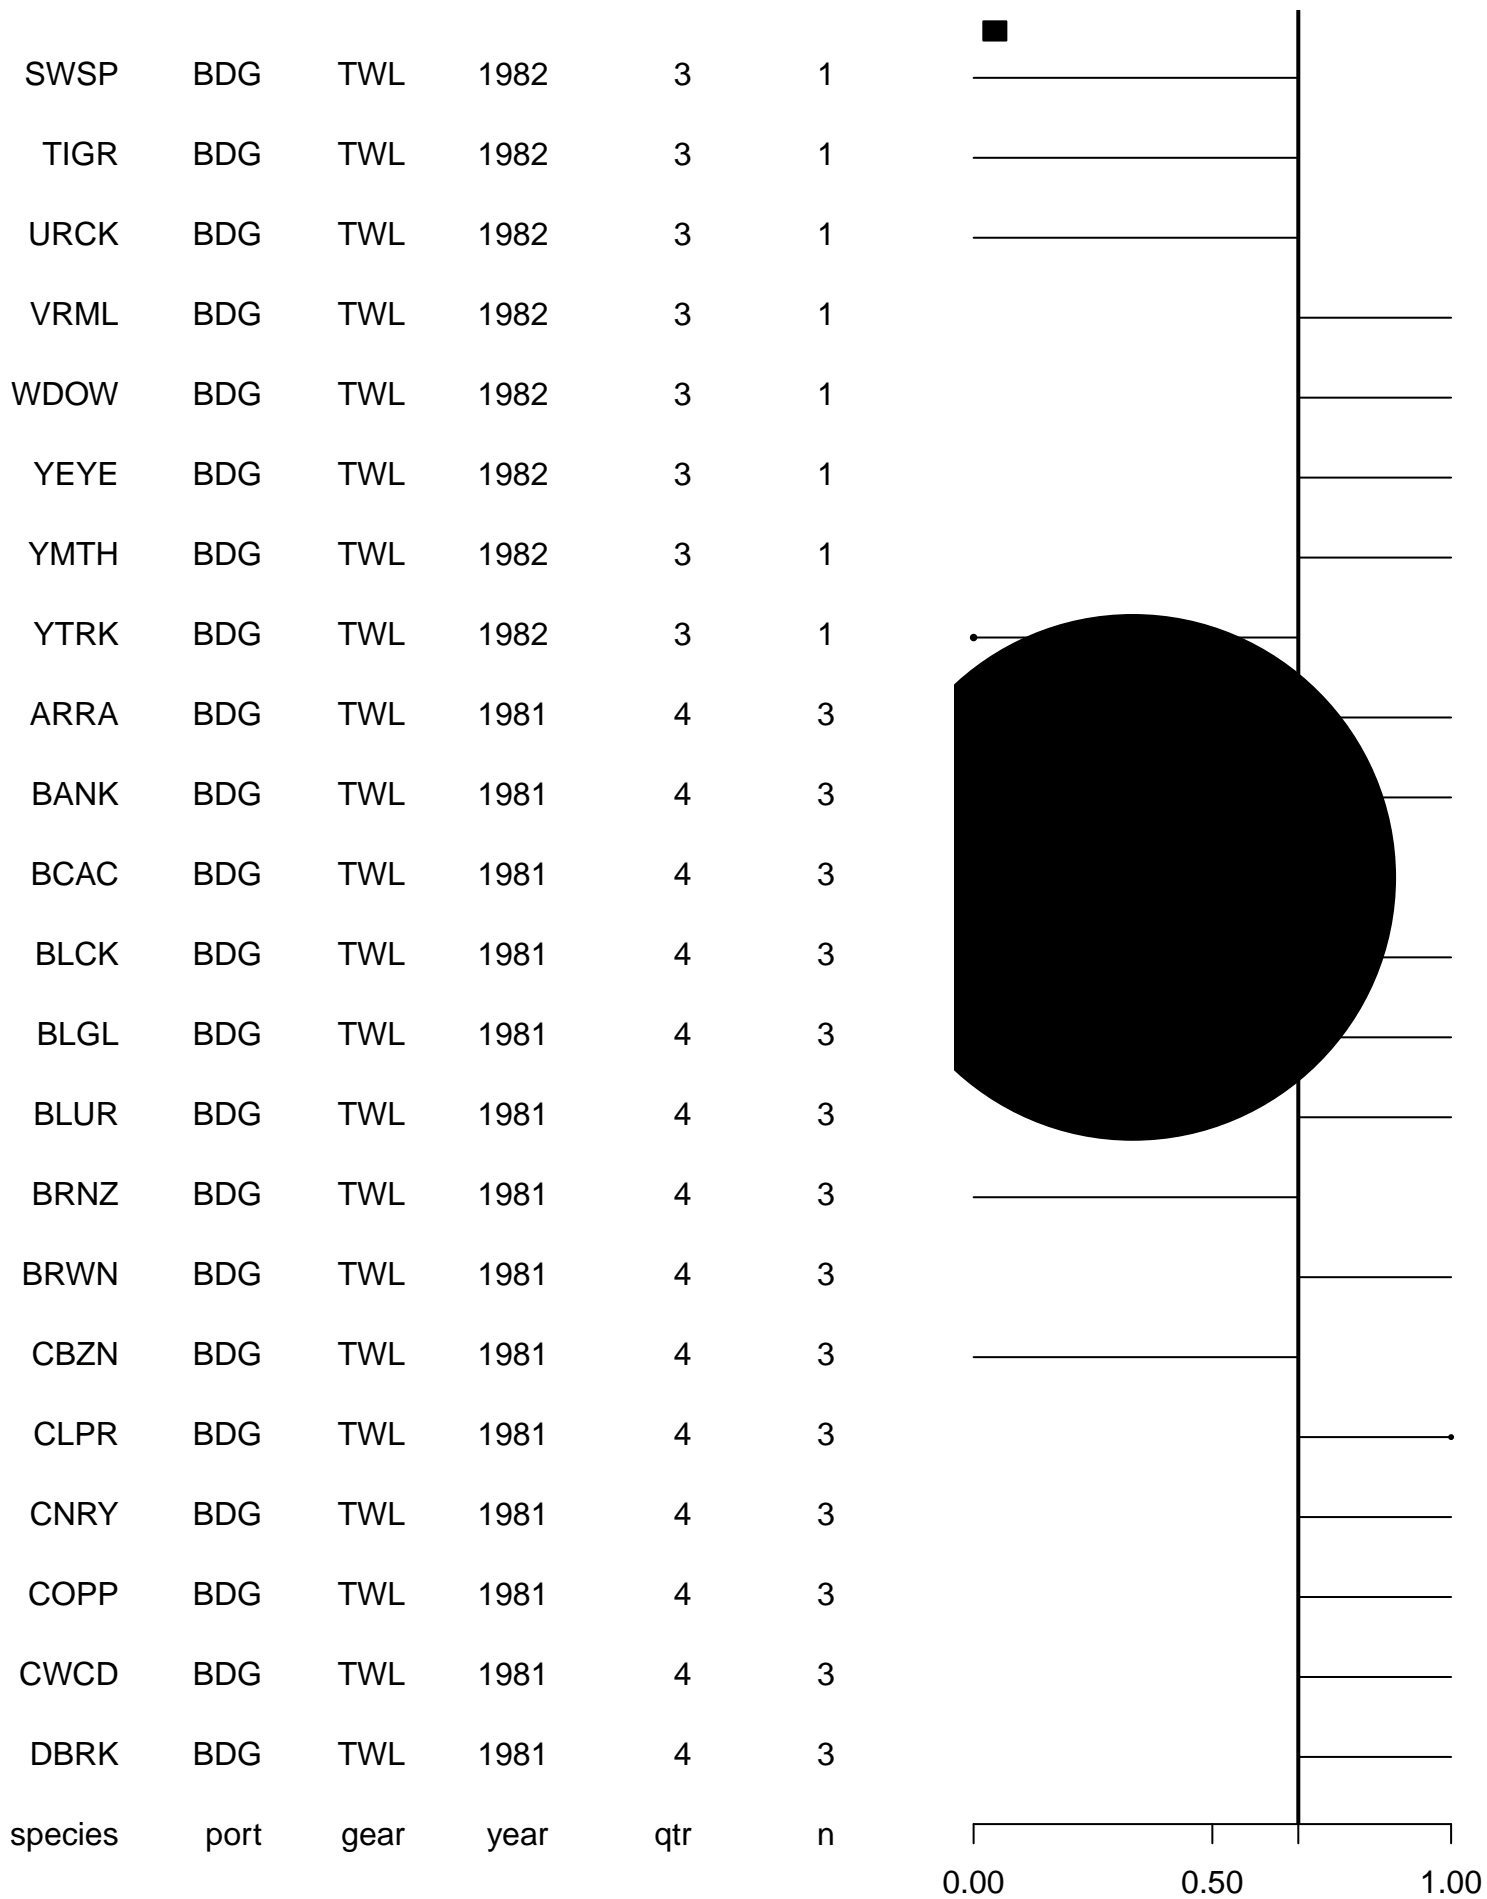 SWSP BDG TWL 1982 3 1
TIGR BDG TWL 1982 3 1
URCK BDG TWL 1982 3 1
VRML BDG TWL 1982 3 1
WDOW BDG TWL 1982 3 1
YEYE BDG TWL 1982 3 1
YMTH BDG TWL 1982 3 1
YTRK BDG TWL 1982 3 1
ARRA BDG TWL 1981 4 3
BANK BDG TWL 1981 4 3
BCAC BDG TWL 1981 4 3
BLCK BDG TWL 1981 4 3
BLGL BDG TWL 1981 4 3
BLUR BDG TWL 1981 4 3
BRNZ BDG TWL 1981 4 3
BRWN BDG TWL 1981 4 3
CBZN BDG TWL 1981 4 3
CLPR BDG TWL 1981 4 3
CNRY BDG TWL 1981 4 3
COPP BDG TWL 1981 4 3
CWCD BDG TWL 1981 4 3
DBRK BDG TWL 1981 4 3
species port gear year qtr n
0.00 0.50 1.00